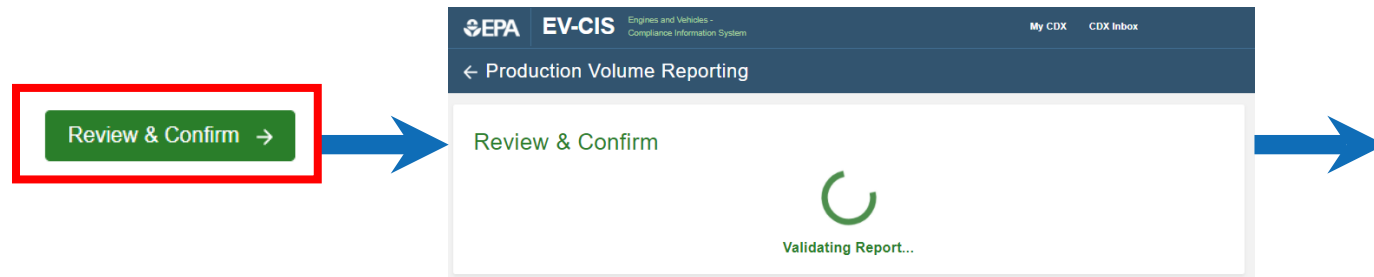 EPA EV-CIS Engines and Vehicles -
Compliance Information System
My CDX CDX Inbox
← Production Volume Reporting
Review & Confirm →
Review & Confirm
Validating Report...